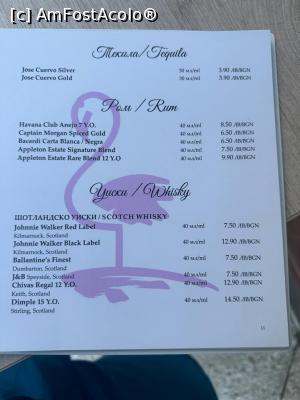 [c] AmFostAcolo®
Текила/Tequila
Jose Cuervo Silver 30 мл/ml 3.90 ЛВ/BGN
Jose Cuervo Gold 30 мл/ml 3.90 ЛВ/BGN
Ром/Rum
Havana Club Anejo 7 Y.O. 40 мл/ml 8.50 ЛВ/BGN
Captain Morgan Spiced Gold 40 мл/ml 6.50 ЛВ/BGN
Bacardi Carta Blanca / Negra 40 мл/ml 6.50 ЛВ/BGN
Appleton Estate Signature Blend 40 мл/ml 7.50 ЛВ/BGN
Appleton Estate Rare Blend 12 Y.O 40 мл/ml 9.90 ЛВ/BGN
Уиски / Whisky
ШОТЛАНДСКО УИСКИ / SCOTCH WHISKY
Johnnie Walker Red Label 40 мл/ml 7.50 ЛВ/BGN
Kilmarnock, Scotland
Johnnie Walker Black Label 40 мл/ml 12.90 ЛВ/BGN
Kilmarnock, Scotland
Ballantine's Finest 40 мл/ml 7.50 ЛВ/BGN
Dumbarton, Scotland
J&B Speyside, Scotland 40 мл/ml 7.50 ЛВ/BGN
Chivas Regal 12 Y.O. 40 мл/ml 12.90 ЛВ/BGN
Keith, Scotland
Dimple 15 Y.O. 40 мл/ml 14.50 ЛВ/BGN
Stirling, Scotland